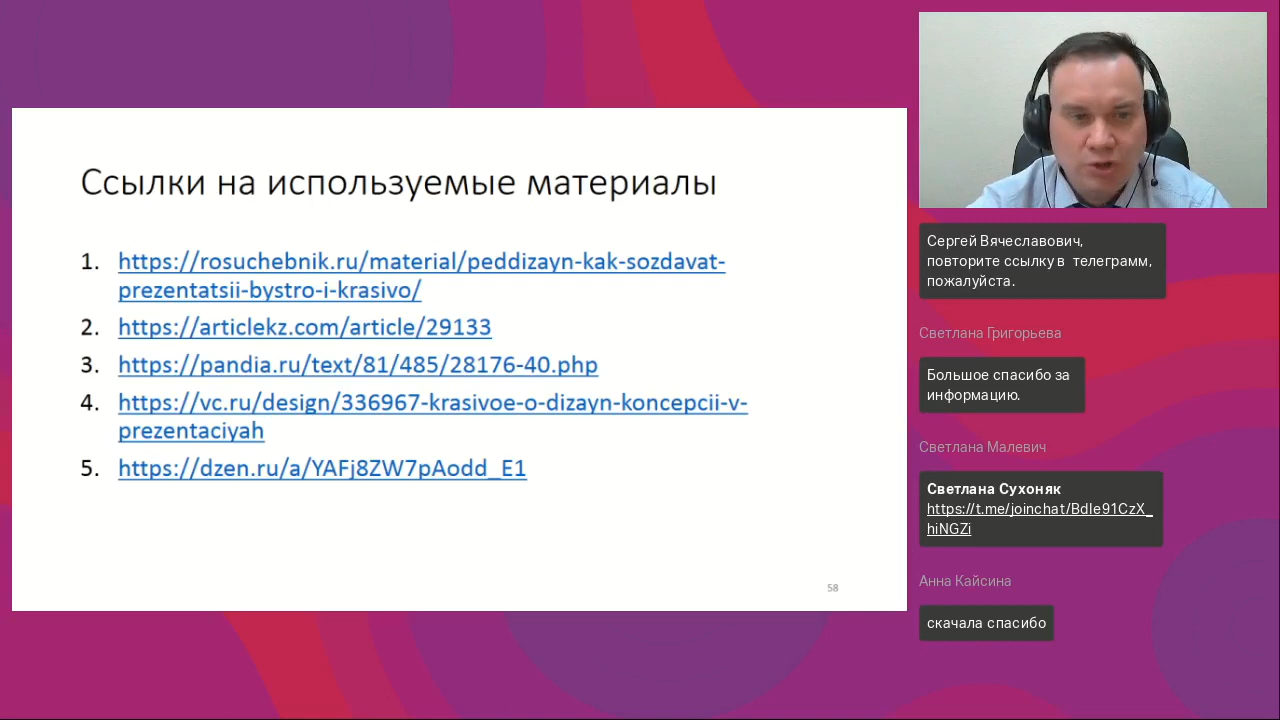 Ссылки на используемые материалы
1. https://rosuchebnik.ru/material/peddizayn-kak-sozdavat-
prezentatsii-bystro-i-krasivo/
2. https://articlekz.com/article/29133
3. https://pandia.ru/text/81/485/28176-40.php
4. https://vc.ru/design/336967-krasivoe-o-dizayn-koncepcii-v-
prezentaciyah
5. https://dzen.ru/a/YAFj8ZW7pAodd_E1
58
Сергей Вячеславович,
повторите ссылку в телеграмм,
пожалуйста.
Светлана Григорьева
Большое спасибо за
информацию.
Светлана Малевич
Светлана Сухоняк
https://t.me/joinchat/Bdle91CzX_
hiNGZi
Анна Кайсина
скачала спасибо